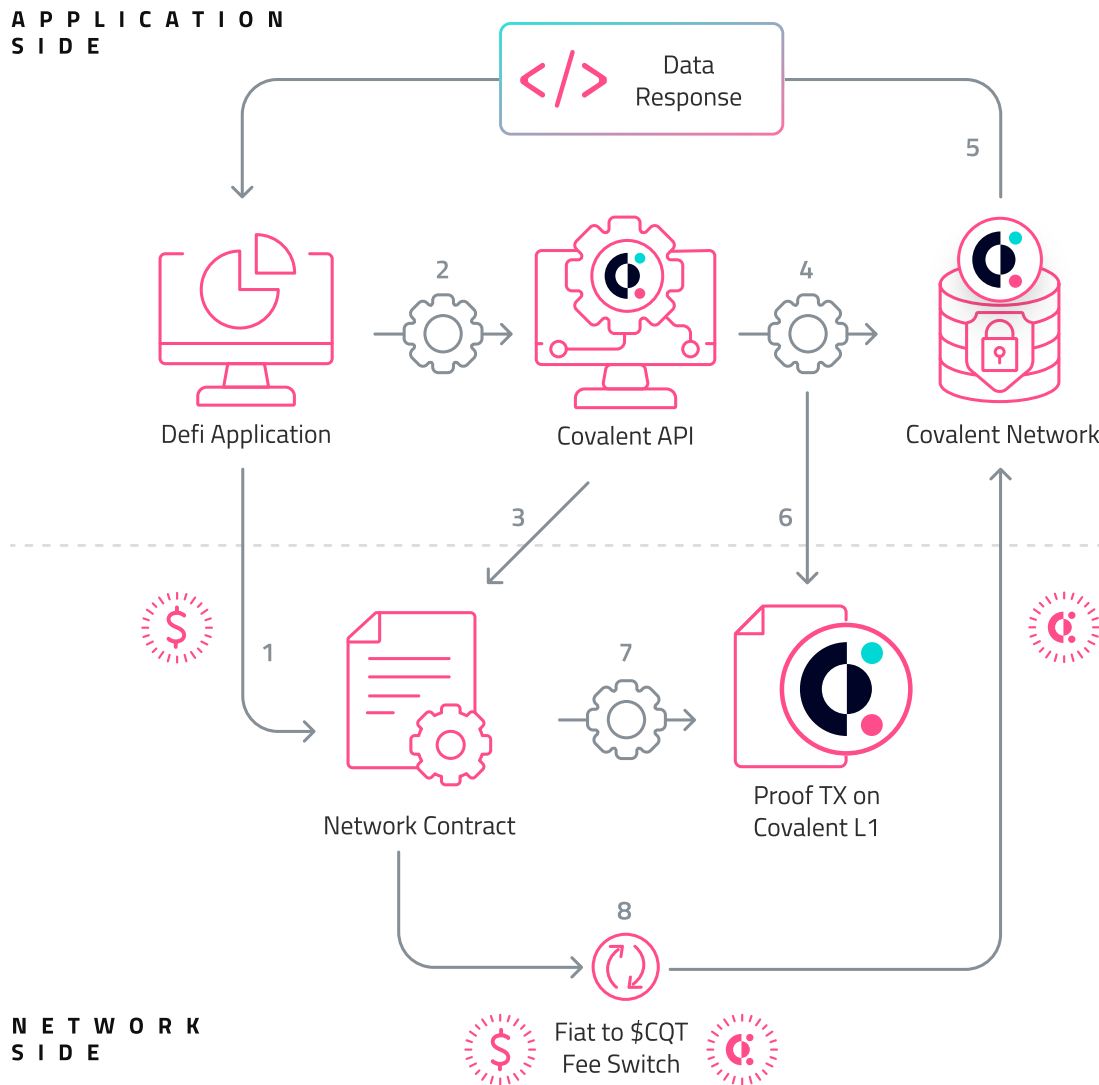 APPLICATION
SIDE
</>
Data
Response
5
2
4
Defi Application
Covalent API
Covalent Network
3
6
$
1
7
Proof TX on
Covalent L1
Network Contract
8
NETWORK
SIDE
$
Fiat to $CQT
Fee Switch